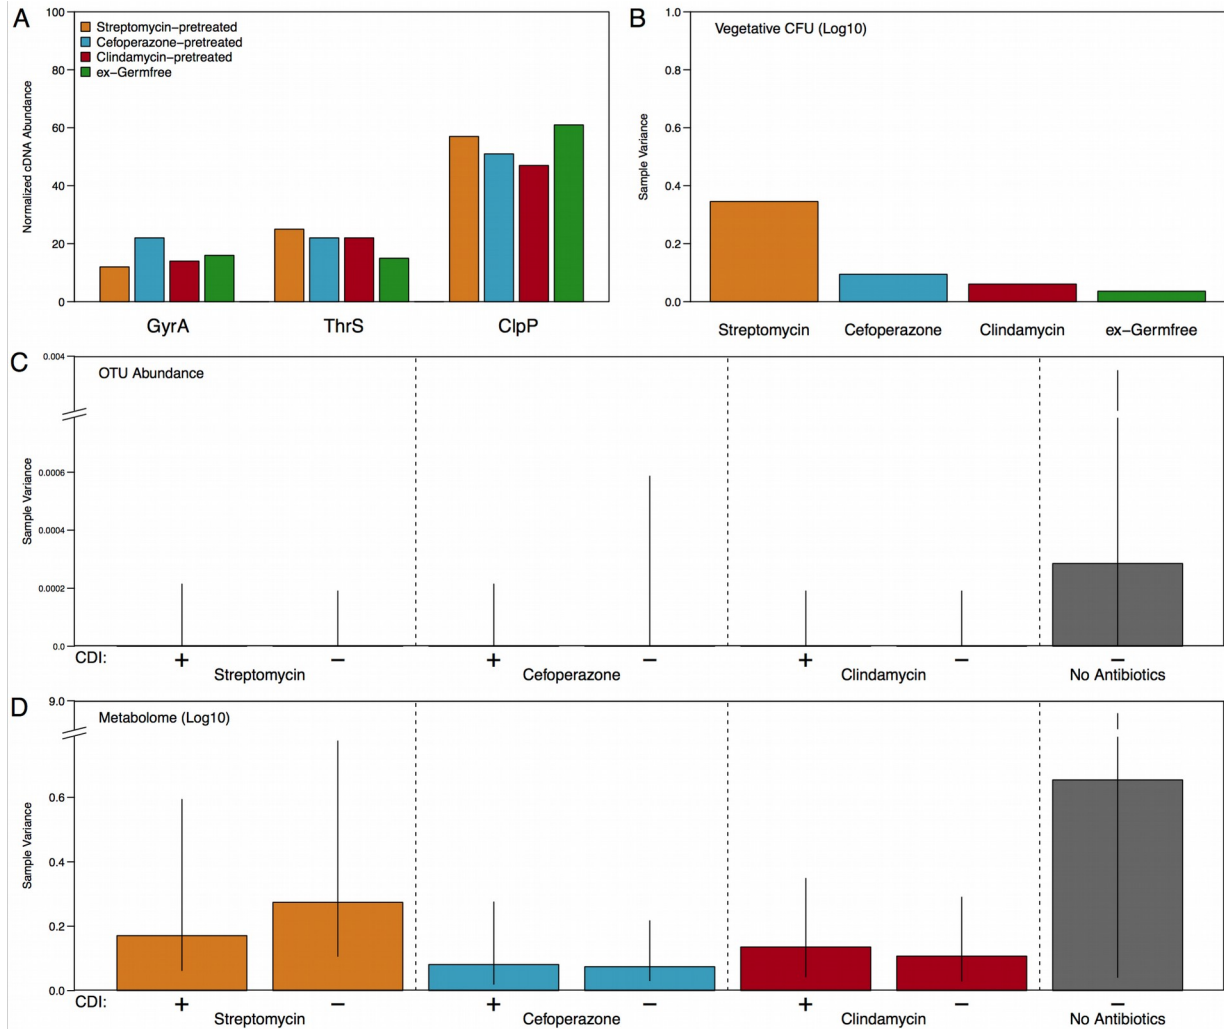 A
Normalized cDNA Abundance
100
80
60
40
20
0
Streptomycin−pretreated
Cefoperazone−pretreated
Clindamycin−pretreated
ex−Germfree
GyrA ThrS ClpP
B
Vegetative CFU (Log10)
Sample Variance
1.0
0.8
0.6
0.4
0.2
0.0
Streptomycin Cefoperazone Clindamycin ex−Germfree
C
OTU Abundance
Sample Variance
0.004
0.0006
0.0004
0.0002
0.0
CDI: + − + − + − −
Streptomycin Cefoperazone Clindamycin No Antibiotics
D
Metabolome (Log10)
Sample Variance
9.0
0.6
0.4
0.2
0.0
CDI: + − + − + − −
Streptomycin Cefoperazone Clindamycin No Antibiotics